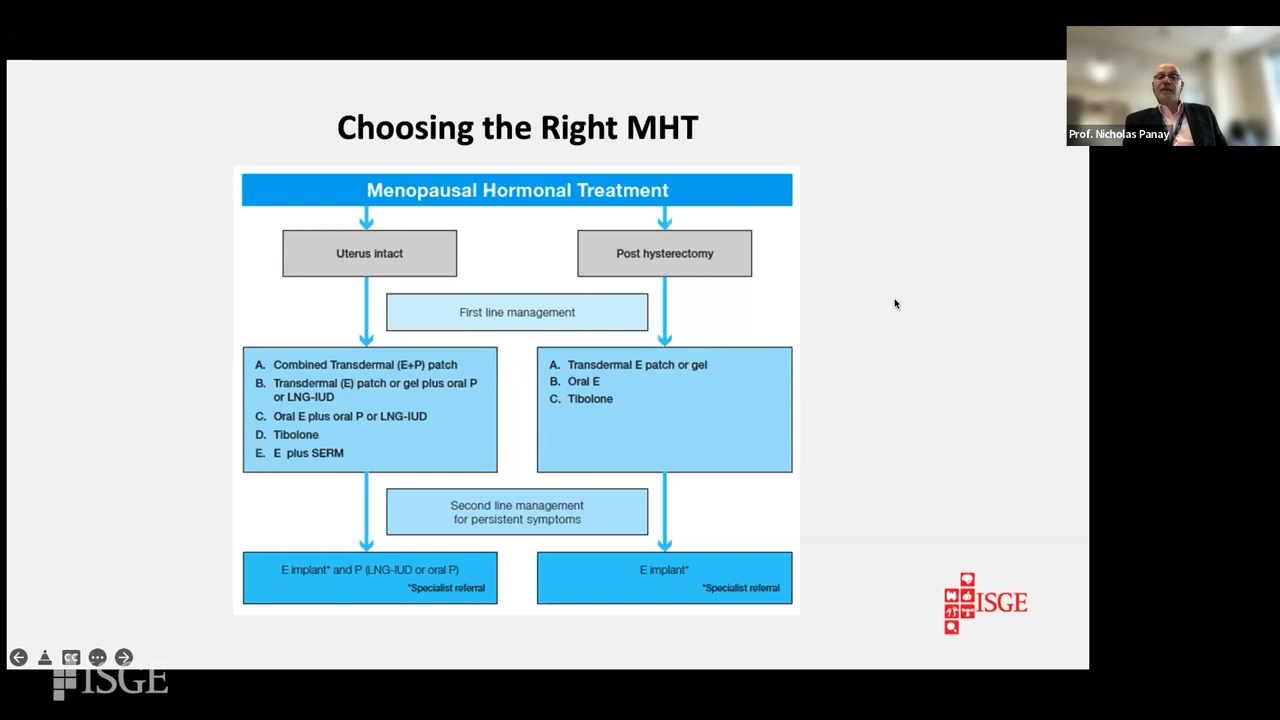 Prof. Nicholas Panay
Choosing the Right MHT
Menopausal Hormonal Treatment
Uterus intact
Post hysterectomy
First line management
A. Combined Transdermal (E+P) patch
B. Transdermal (E) patch or gel plus oral P
or LNG-IUD
C. Oral E plus oral P or LNG-IUD
D. Tibolone
E. E plus SERM
A. Transdermal E patch or gel
B. Oral E
C. Tibolone
Second line management
for persistent symptoms
E implant* and P (LNG-IUD or oral P)
*Specialist referral
E implant*
*Specialist referral
ISGE
CC
ISGE